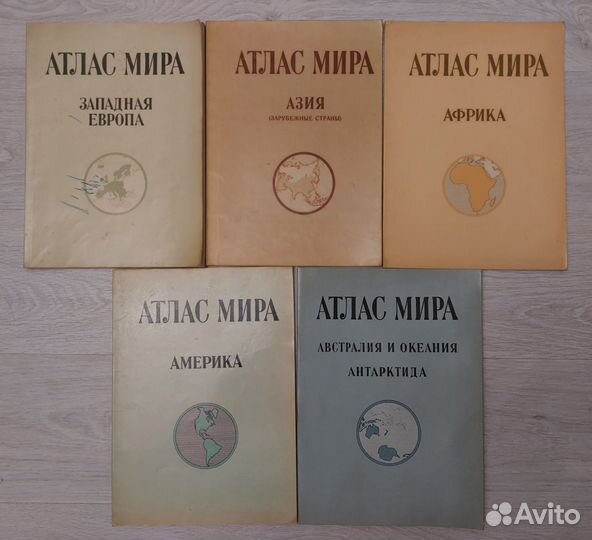 АТЛАС МИРА
ЗАПАДНАЯ
ЕВРОПА
АТЛАС МИРА
АЗИЯ
(ЗАРУБЕЖНЫЕ СТРАНЫ)
АТЛАС МИРА
АФРИКА
АТЛАС МИРА
АМЕРИКА
АТЛАС МИРА
АВСТРАЛИЯ И ОКЕАНИЯ
АНТАРКТИДА
Avito